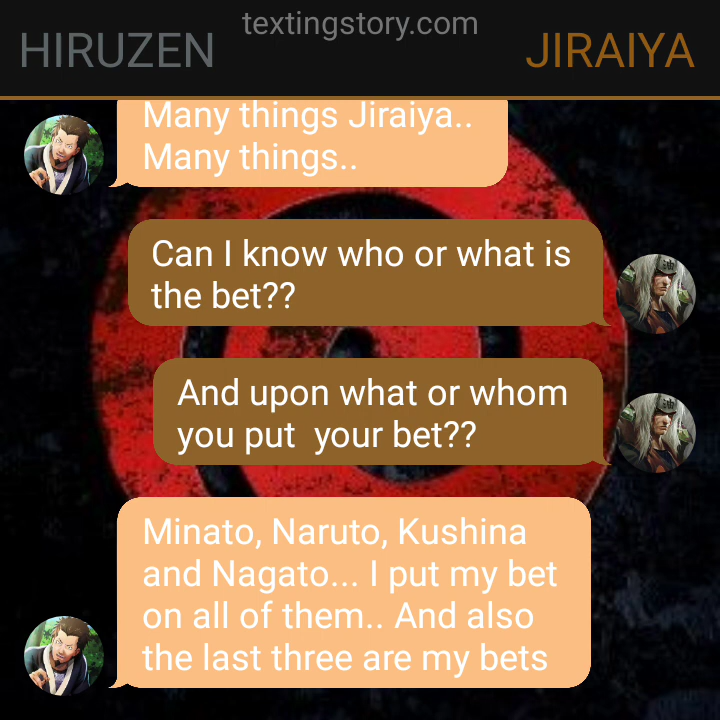 textingstory.com
HIRUZEN
JIRAIYA
Many things Jiraiya..
Many things..
Can I know who or what is
the bet??
And upon what or whom
you put  your bet??
Minato, Naruto, Kushina
and Nagato... I put my bet
on all of them.. And also
the last three are my bets